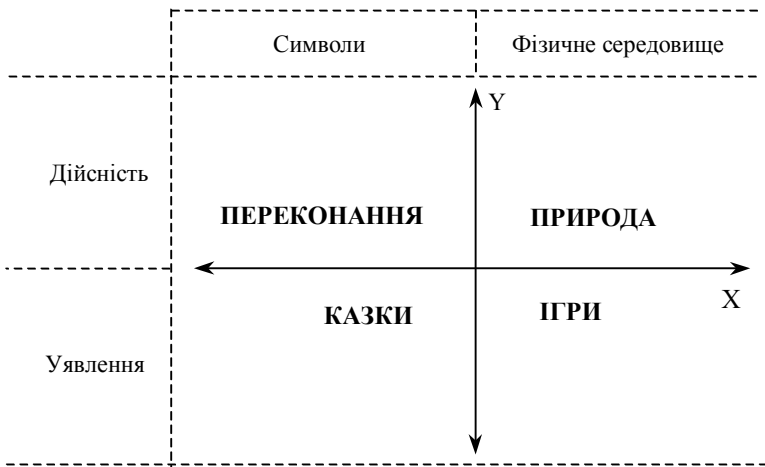 Символи Фізичне середовище
Y
Дійсність
ПЕРЕКОНАННЯ ПРИРОДА
X
КАЗКИ ІГРИ
Уявлення